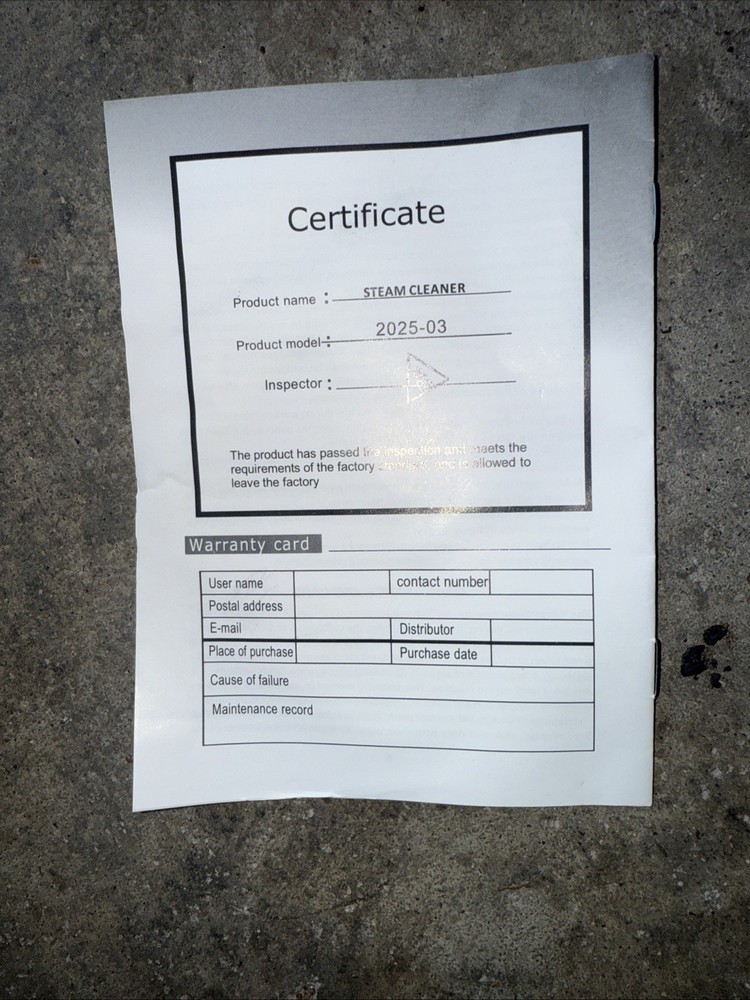 Certificate
Product name : STEAM CLEANER
Product model : 2025-03
Inspector :
The product has passed the inspection and meets the
requirements of the factory standard, and is allowed to
leave the factory
Warranty card
User name contact number
Postal address
E-mail Distributor
Place of purchase Purchase date
Cause of failure
Maintenance record